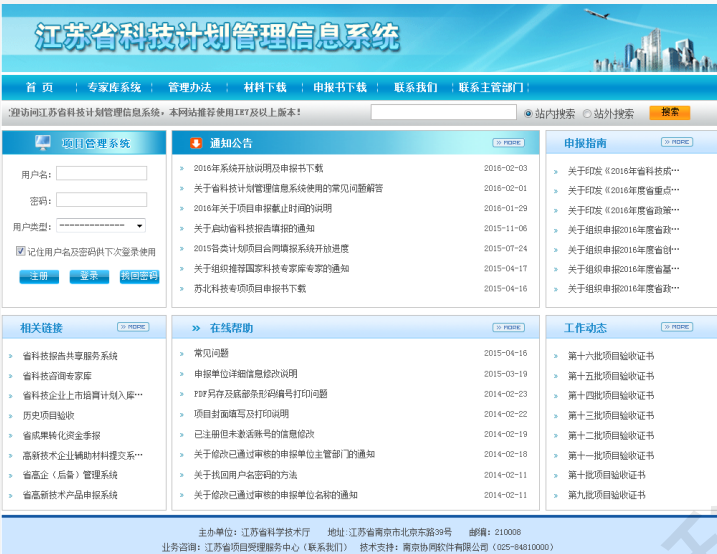 江苏省科技计划管理信息系统
首 页 专家库系统 管理办法 材料下载 申报书下载 联系我们 联系主管部门
迎访问江苏省科技计划管理信息系统,本网站推荐使用IE7及以上版本! 站内搜索 站外搜索 搜索
项目管理系统
用户名:
密码:
用户类型: -------------
记住用户名及密码供下次登录使用
注册 登录 找回密码
通知公告 >> MORE
» 2016年系统开放说明及申报书下载 2016-02-03
» 关于省科技计划管理信息系统使用的常见问题解答 2016-02-01
» 2016年关于项目申报截止时间的说明 2016-01-29
» 关于启动省科技报告填报的通知 2015-11-06
» 2015各类计划项目合同填报系统开放进度 2015-07-24
» 关于组织推荐国家科技专家库专家的通知 2015-04-17
» 苏北科技专项项目申报书下载 2015-04-16
申报指南 >> MORE
» 关于印发《2016年省科技成…
» 关于印发《2016年度省重点…
» 关于印发《2016年度省政策…
» 关于组织申报2016年度省政…
» 关于组织申报2016年度省创…
» 关于组织申报2016年度省基…
» 关于组织申报2016年度省政…
相关链接 >> MORE
» 省科技报告共享服务系统
» 省科技咨询专家库
» 省科技企业上市培育计划入库…
» 历史项目验收
» 省成果转化资金季报
» 高新技术企业辅助材料提交系…
» 省高企(后备)管理系统
» 省高新技术产品申报系统
» 在线帮助 >> MORE
» 常见问题 2015-04-16
» 申报单位详细信息修改说明 2015-03-19
» PDF另存及底部条形码编号打印问题 2014-02-23
» 项目封面填写及打印说明 2014-02-22
» 已注册但未激活账号的信息修改 2014-02-19
» 关于修改已通过审核的申报单位主管部门的通知 2014-02-18
» 关于找回用户名密码的方法 2014-02-11
» 关于修改已通过审核的申报单位名称的通知 2014-02-11
工作动态 >> MORE
» 第十六批项目验收证书
» 第十五批项目验收证书
» 第十四批项目验收证书
» 第十三批项目验收证书
» 第十二批项目验收证书
» 第十一批项目验收证书
» 第十批项目验收证书
» 第九批项目验收证书
主办单位:江苏省科学技术厅 地址:江苏省南京市北京东路39号 邮编:210008
业务咨询:江苏省项目受理服务中心(联系我们) 技术支持:南京协同软件有限公司(025-84810000)